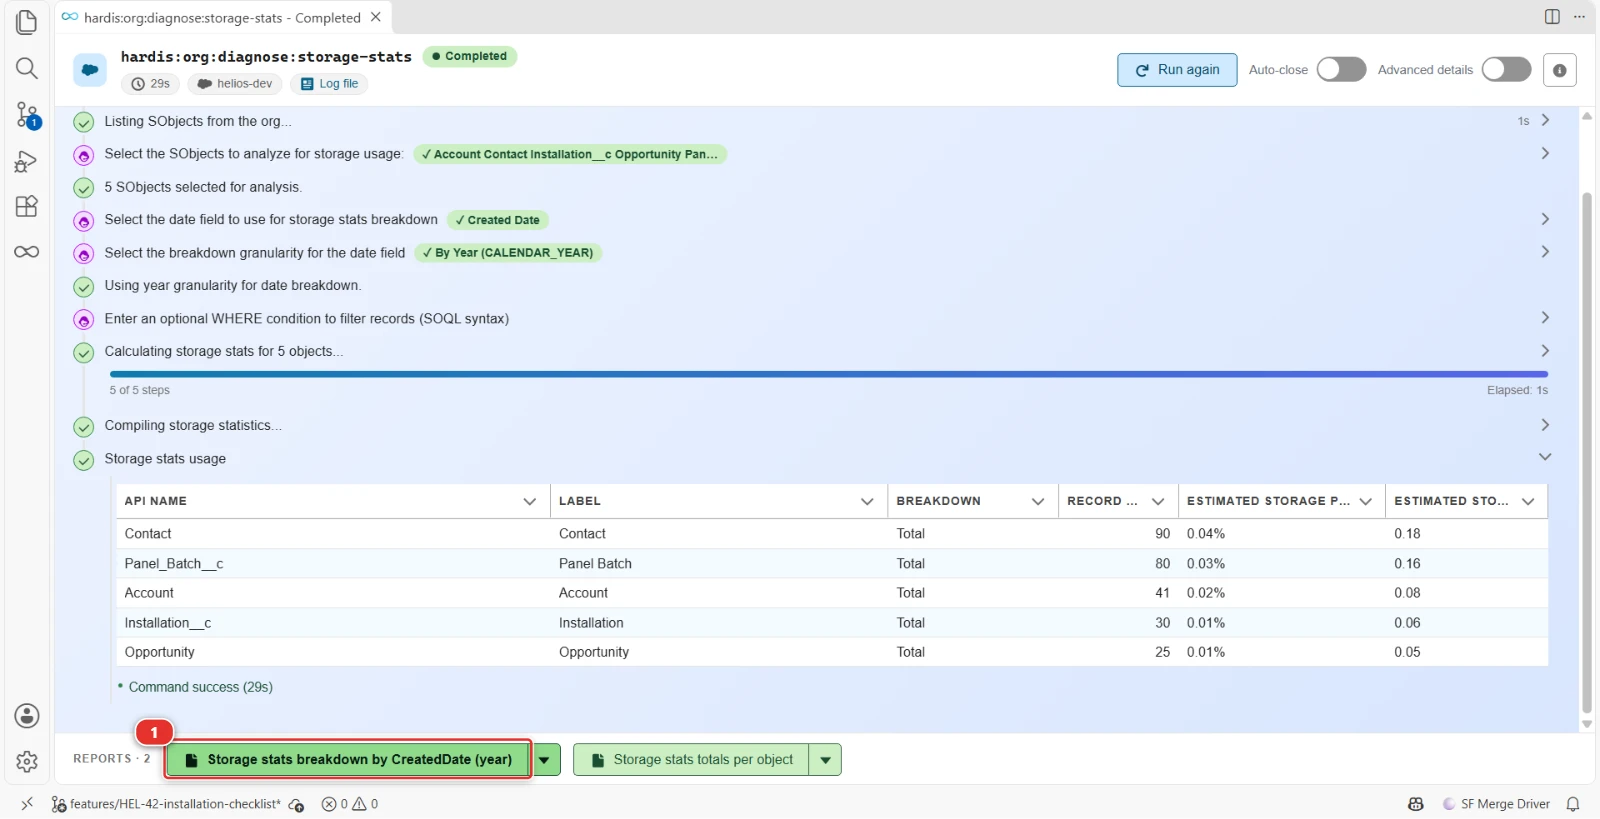 hardis:org:diagnose:storage-stats - Completed
hardis:org:diagnose:storage-stats
Completed
29s
helios-dev
Log file
Run again
Auto-close
Advanced details
Listing SObjects from the org...
1s
Select the SObjects to analyze for storage usage:
✓ Account Contact Installation__c Opportunity Pan...
5 SObjects selected for analysis.
Select the date field to use for storage stats breakdown
✓ Created Date
Select the breakdown granularity for the date field
✓ By Year (CALENDAR_YEAR)
Using year granularity for date breakdown.
Enter an optional WHERE condition to filter records (SOQL syntax)
Calculating storage stats for 5 objects...
5 of 5 steps
Elapsed: 1s
Compiling storage statistics...
Storage stats usage
API NAME LABEL BREAKDOWN RECORD ... ESTIMATED STORAGE P... ESTIMATED STO...
Contact Contact Total 90 0.04% 0.18
Panel_Batch__c Panel Batch Total 80 0.03% 0.16
Account Account Total 41 0.02% 0.08
Installation__c Installation Total 30 0.01% 0.06
Opportunity Opportunity Total 25 0.01% 0.05
• Command success (29s)
1
REPORTS · 2
Storage stats breakdown by CreatedDate (year)
Storage stats totals per object
1
features/HEL-42-installation-checklist*
0
0
SF Merge Driver